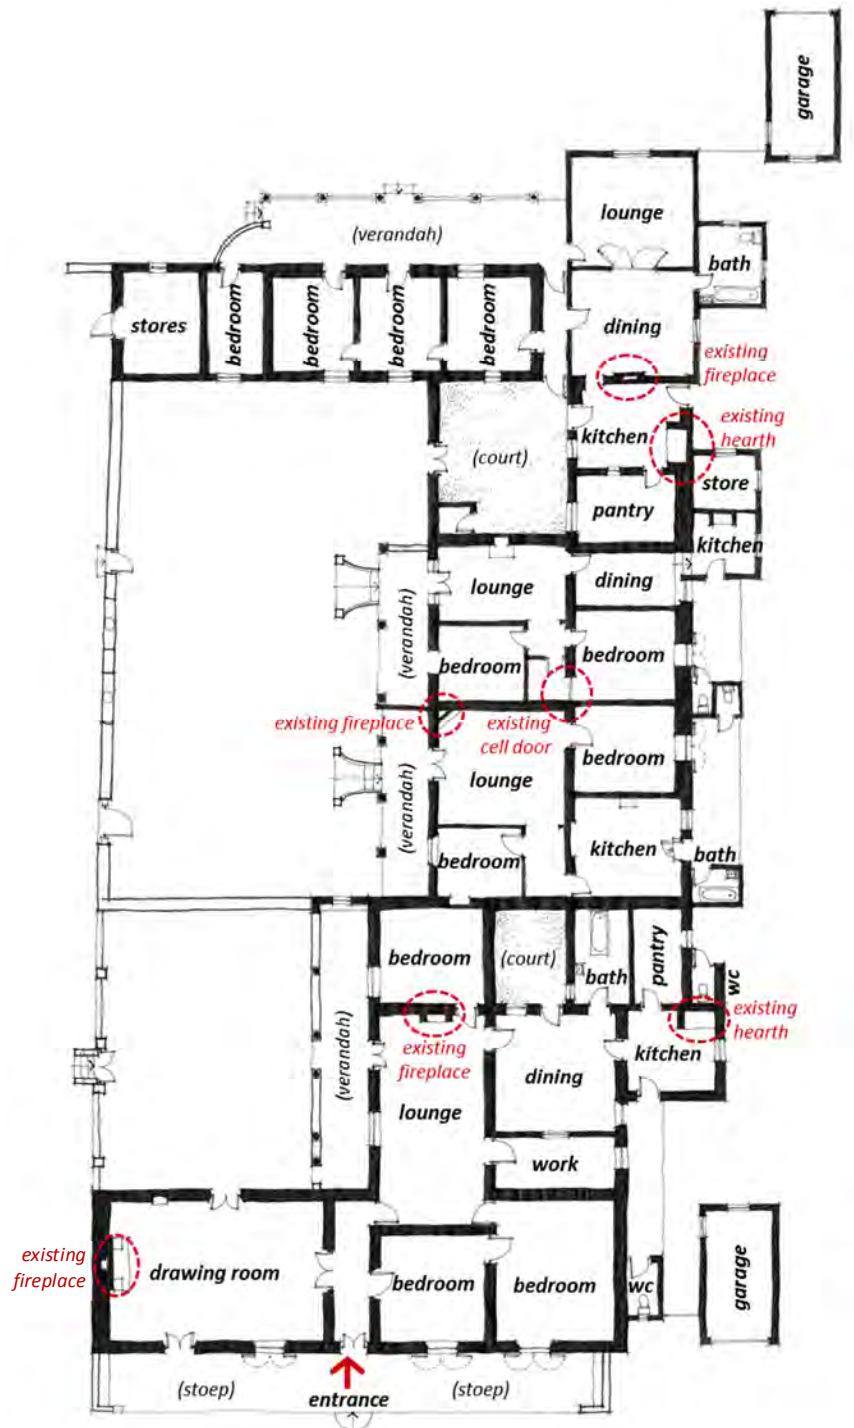 garage
lounge
(verandah)
bath
stores
bedroom
bedroom
bedroom
bedroom
dining
existing
fireplace
existing
hearth
kitchen
(court)
store
pantry
kitchen
lounge
dining
(verandah)
bedroom
bedroom
existing fireplace
existing
cell door
bedroom
lounge
(verandah)
kitchen
bath
bedroom
bedroom
(court)
bath
pantry
wc
existing
hearth
existing
fireplace
kitchen
(verandah)
dining
lounge
work
existing
fireplace
drawing room
bedroom
bedroom
wc
garage
(stoep)
entrance
(stoep)